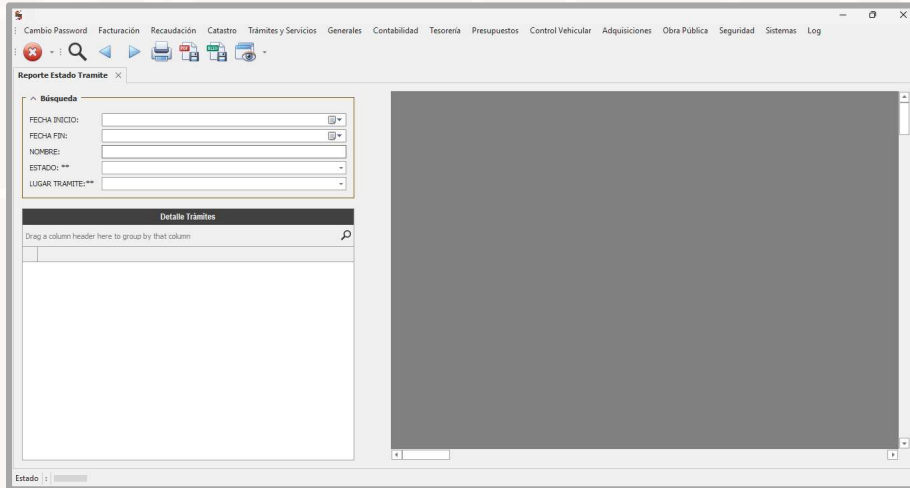 Cambio Password Facturación Recaudación Catastro Trámites y Servicios Generales Contabilidad Tesorería Presupuestos Control Vehicular Adquisiciones Obra Pública Seguridad Sistemas Log
PDF XLSX
Reporte Estado Tramite
Búsqueda
FECHA INICIO:
FECHA FIN:
NOMBRE:
ESTADO: **
LUGAR TRAMITE:**
Detalle Trámites
Drag a column header here to group by that column
Estado :